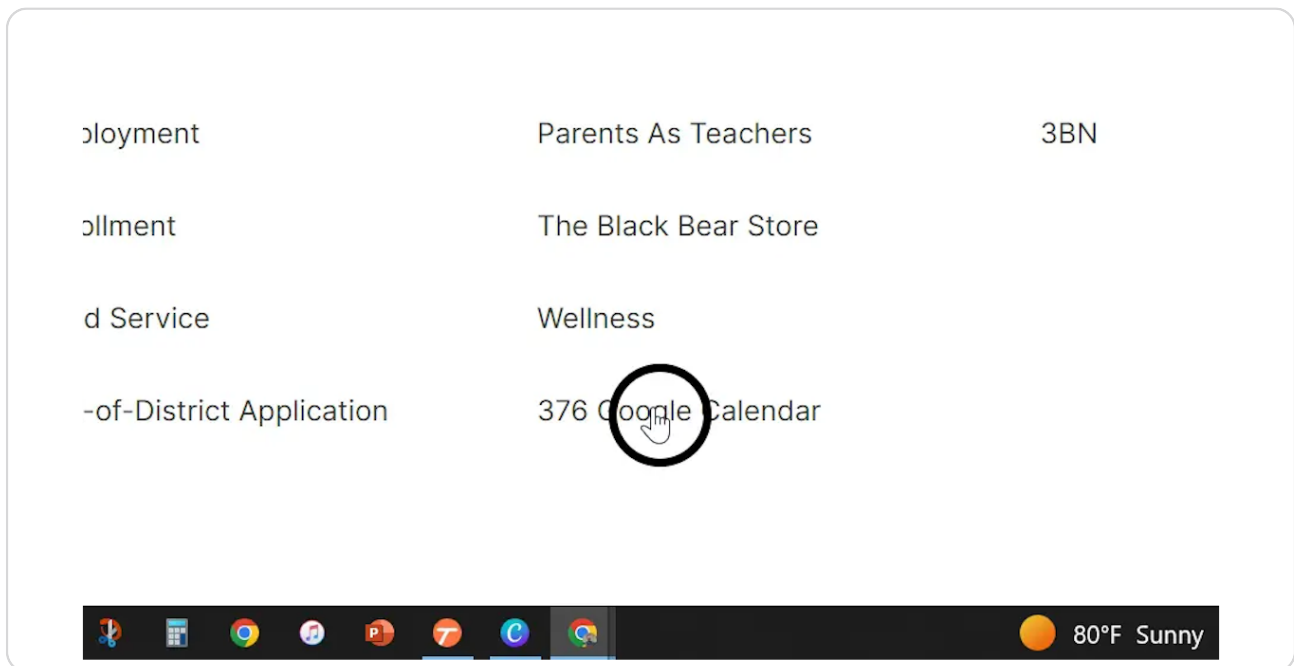 ployment Parents As Teachers 3BN
ollment The Black Bear Store
d Service Wellness
-of-District Application 376 Google Calendar
80°F Sunny